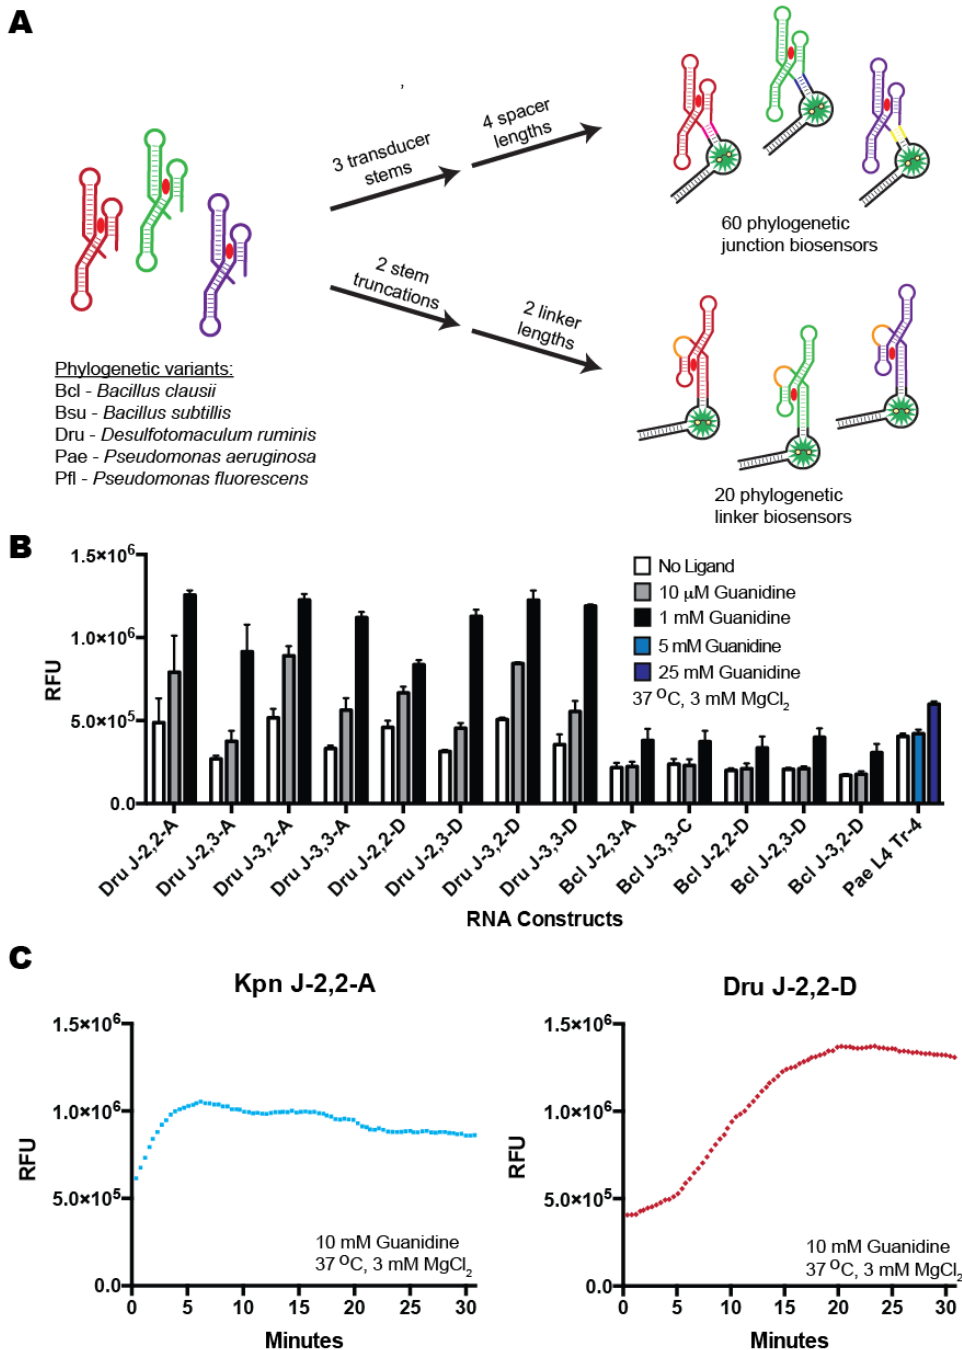 A
,
3 transducer
stems
4 spacer
lengths
60 phylogenetic
junction biosensors
2 stem
truncations
2 linker
lengths
Phylogenetic variants:
Bcl - Bacillus clausii
Bsu - Bacillus subtillis
Dru - Desulfotomaculum ruminis
Pae - Pseudomonas aeruginosa
Pfl - Pseudomonas fluorescens
20 phylogenetic
linker biosensors
B
1.5×10⁶
1.0×10⁶
5.0×10⁵
0.0
RFU
No Ligand
10 µM Guanidine
1 mM Guanidine
5 mM Guanidine
25 mM Guanidine
37 ºC, 3 mM MgCl₂
Dru J-2,2-A
Dru J-2,3-A
Dru J-3,2-A
Dru J-3,3-A
Dru J-2,2-D
Dru J-2,3-D
Dru J-3,2-D
Dru J-3,3-D
Bcl J-2,3-A
Bcl J-3,3-C
Bcl J-2,2-D
Bcl J-2,3-D
Bcl J-3,2-D
Pae L4 Tr-4
RNA Constructs
C
Kpn J-2,2-A
1.5×10⁶
1.0×10⁶
5.0×10⁵
0.0
RFU
10 mM Guanidine
37 ºC, 3 mM MgCl₂
0 5 10 15 20 25 30
Minutes
Dru J-2,2-D
1.5×10⁶
1.0×10⁶
5.0×10⁵
0.0
RFU
10 mM Guanidine
37 ºC, 3 mM MgCl₂
0 5 10 15 20 25 30
Minutes